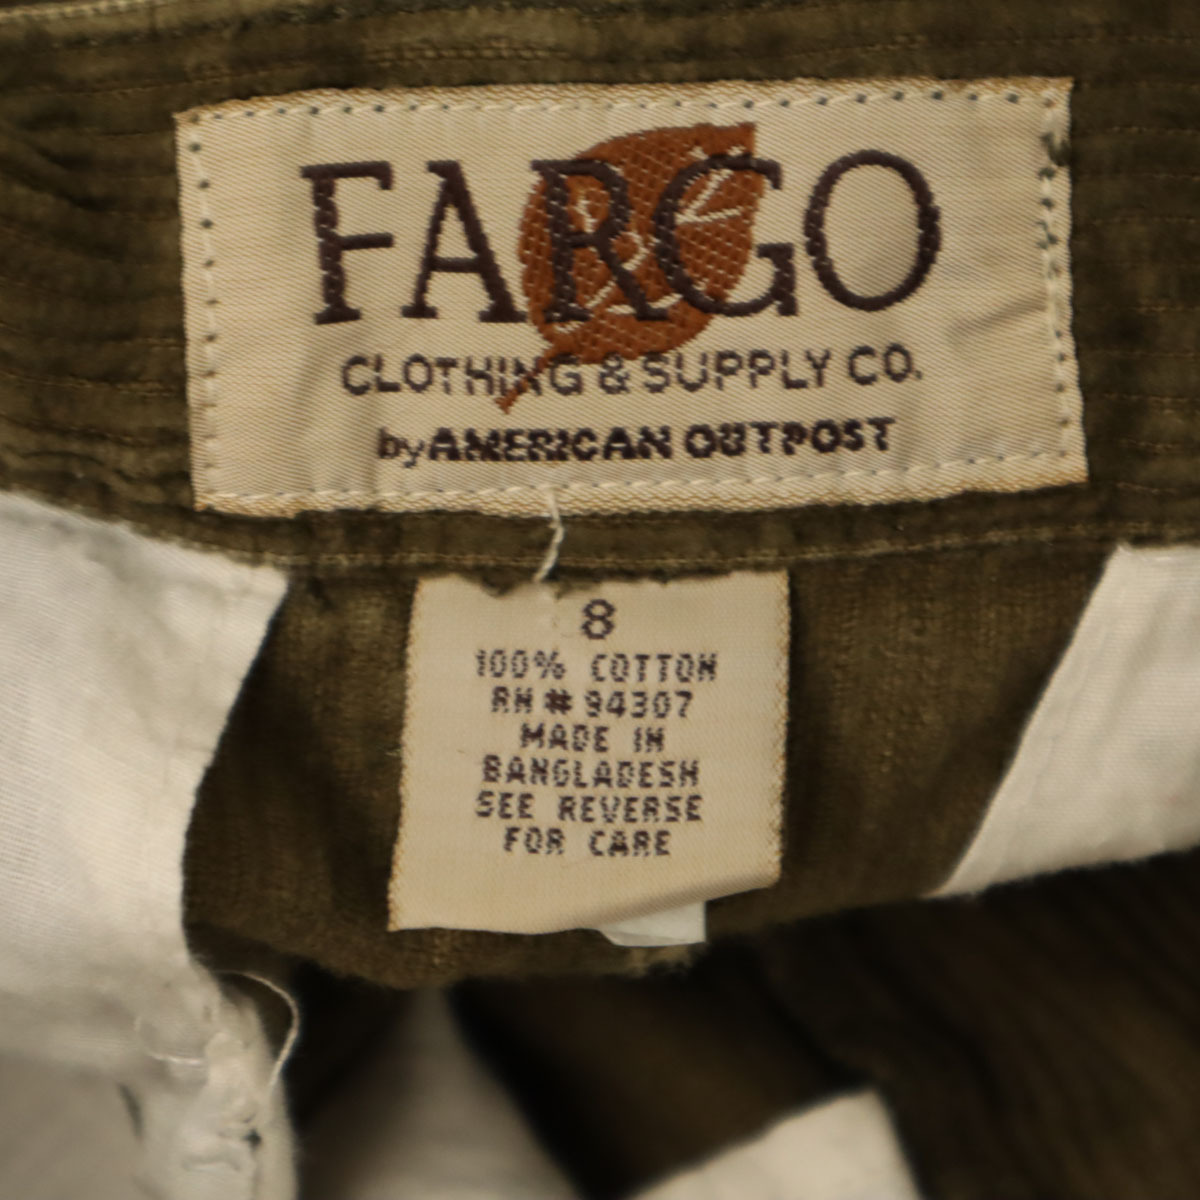 FARGO
CLOTHING & SUPPLY CO.
by AMERICAN OUTPOST
8
100% COTTON
RN # 94307
MADE IN
BANGLADESH
SEE REVERSE
FOR CARE